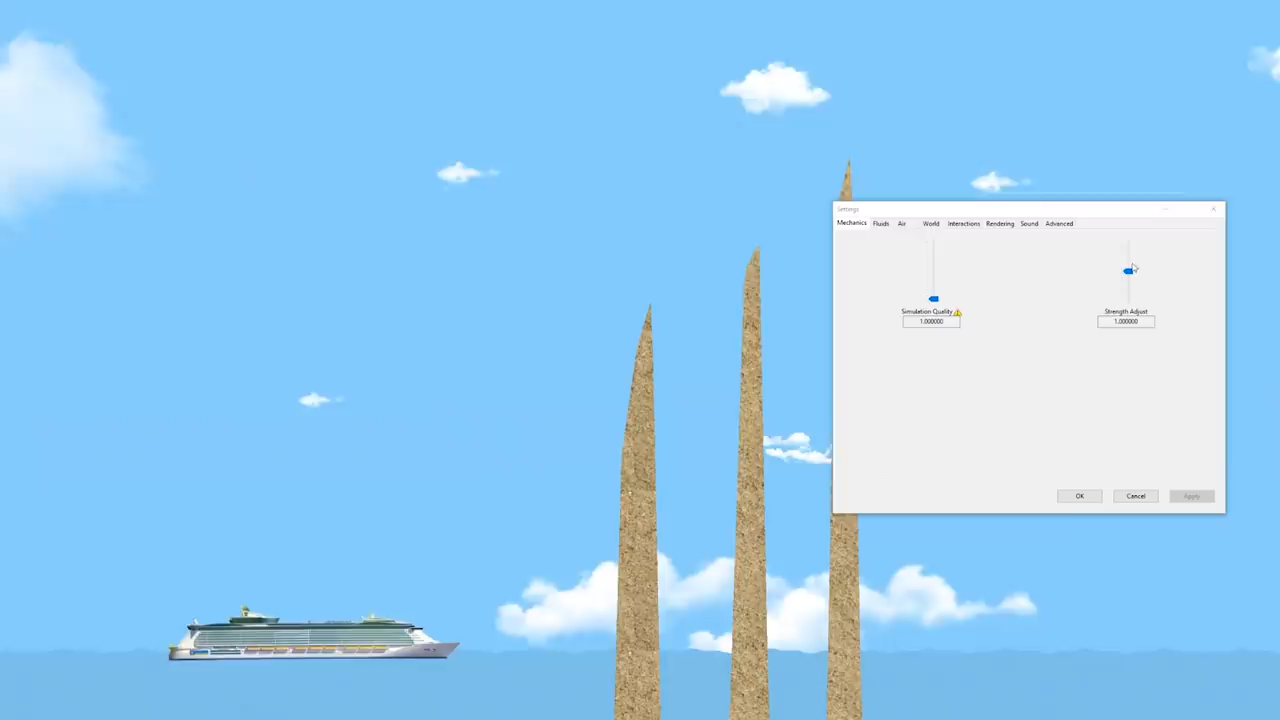 Settings
Mechanics Fluids Air World Interactions Rendering Sound Advanced
Simulation Quality Strength Adjust
1.000000 1.000000
OK Cancel Apply